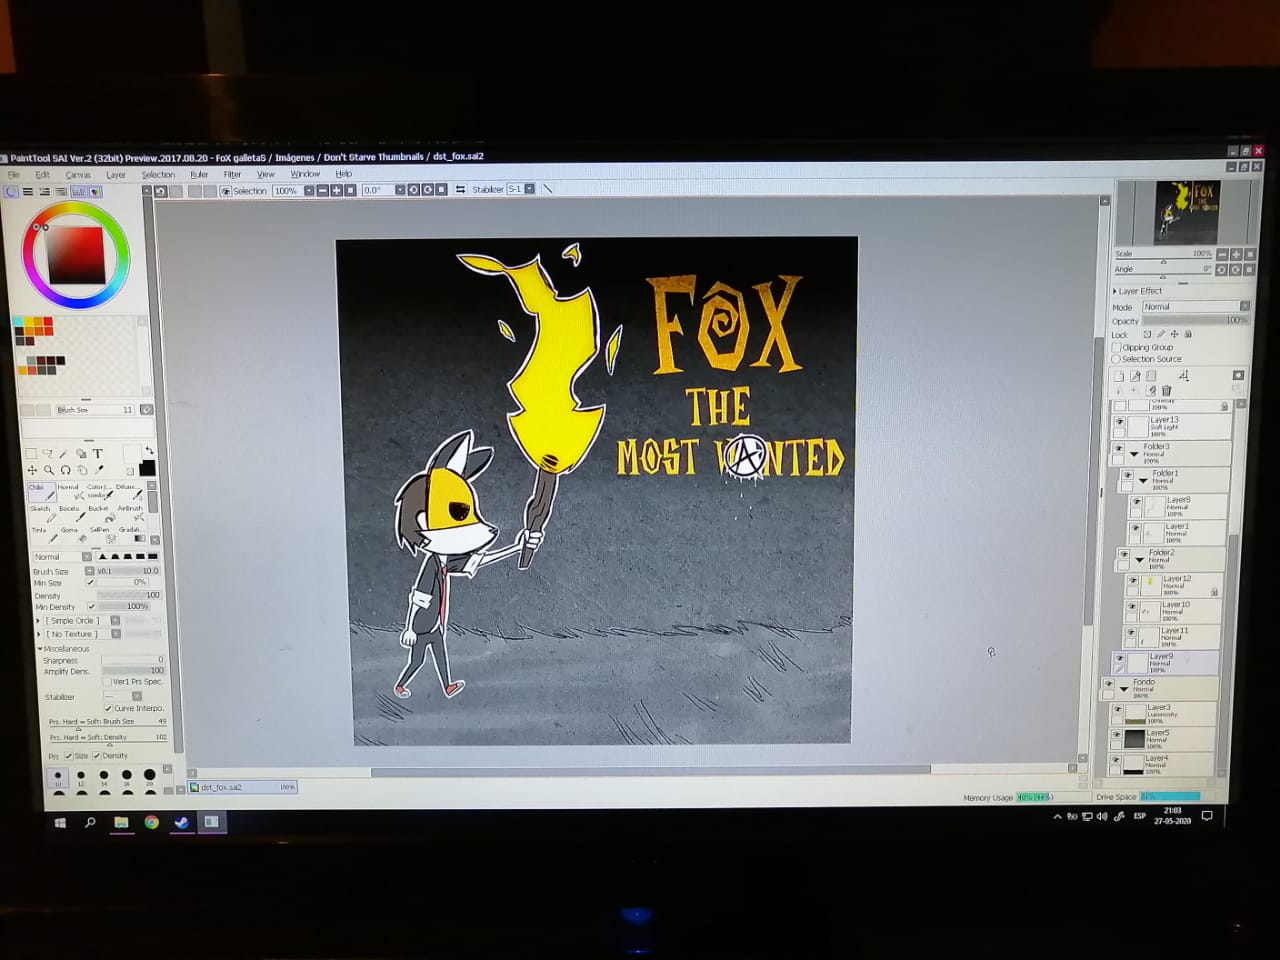 PaintTool SAI Ver.2 (32bit) Preview.2017.08.20 - FoX galletaS / Imágenes / Don't Starve Thumbnails / dst_fox.sai2
File Edit Canvas Layer Selection Ruler Filter View Window Help
Selection 100% 0.0° Stabilizer S-1
Scale 100%
Angle 0°
Layer Effect
Mode Normal
Opacity 100%
Lock:
Clipping Group
Selection Source
Brush Size 11
Chibi Normal
Sketch Boceto Bucket AirBrush
Tinta Goma SelPen Gradati...
Normal
Brush Size x0.1 10.0
Min Size 0%
Density 100
Min Density 100%
[ Simple Circle ]
[ No Texture ]
Miscellaneous
Sharpness 0
Amplify Dens. 100
Ver1 Prs Spec.
Stabilizer ---
Curve Interpo.
Prs. Hard ⇔ Soft: Brush Size 49
Prs. Hard ⇔ Soft: Density 102
Prs Size Density
10 12 14 16 20
FOX
THE
MOST WANTED
100%
Layer13
Soft Light
100%
Folder3
Normal
100%
Folder1
Normal
100%
Layer8
Normal
100%
Layer1
Normal
100%
Folder2
Normal
100%
Layer12
Normal
100%
Layer10
Normal
100%
Layer11
Normal
100%
Layer9
Normal
100%
Fondo
Normal
100%
Layer3
Luminosity
100%
Layer5
Normal
100%
Layer4
Normal
100%
dst_fox.sai2 100%
Memory Usage 40% (44%) Drive Space 81%
ESP
21:03
27-05-2020